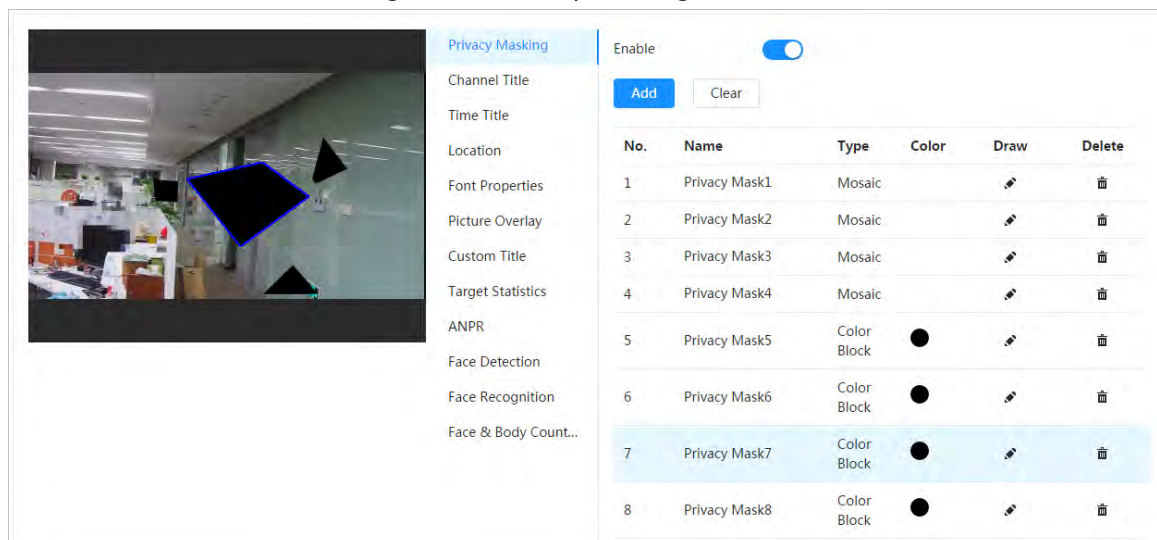 Privacy Masking
Channel Title
Time Title
Location
Font Properties
Picture Overlay
Custom Title
Target Statistics
ANPR
Face Detection
Face Recognition
Face & Body Count...
Enable
Add Clear
No. Name Type Color Draw Delete
1 Privacy Mask1 Mosaic
2 Privacy Mask2 Mosaic
3 Privacy Mask3 Mosaic
4 Privacy Mask4 Mosaic
5 Privacy Mask5 Color
Block
6 Privacy Mask6 Color
Block
7 Privacy Mask7 Color
Block
8 Privacy Mask8 Color
Block